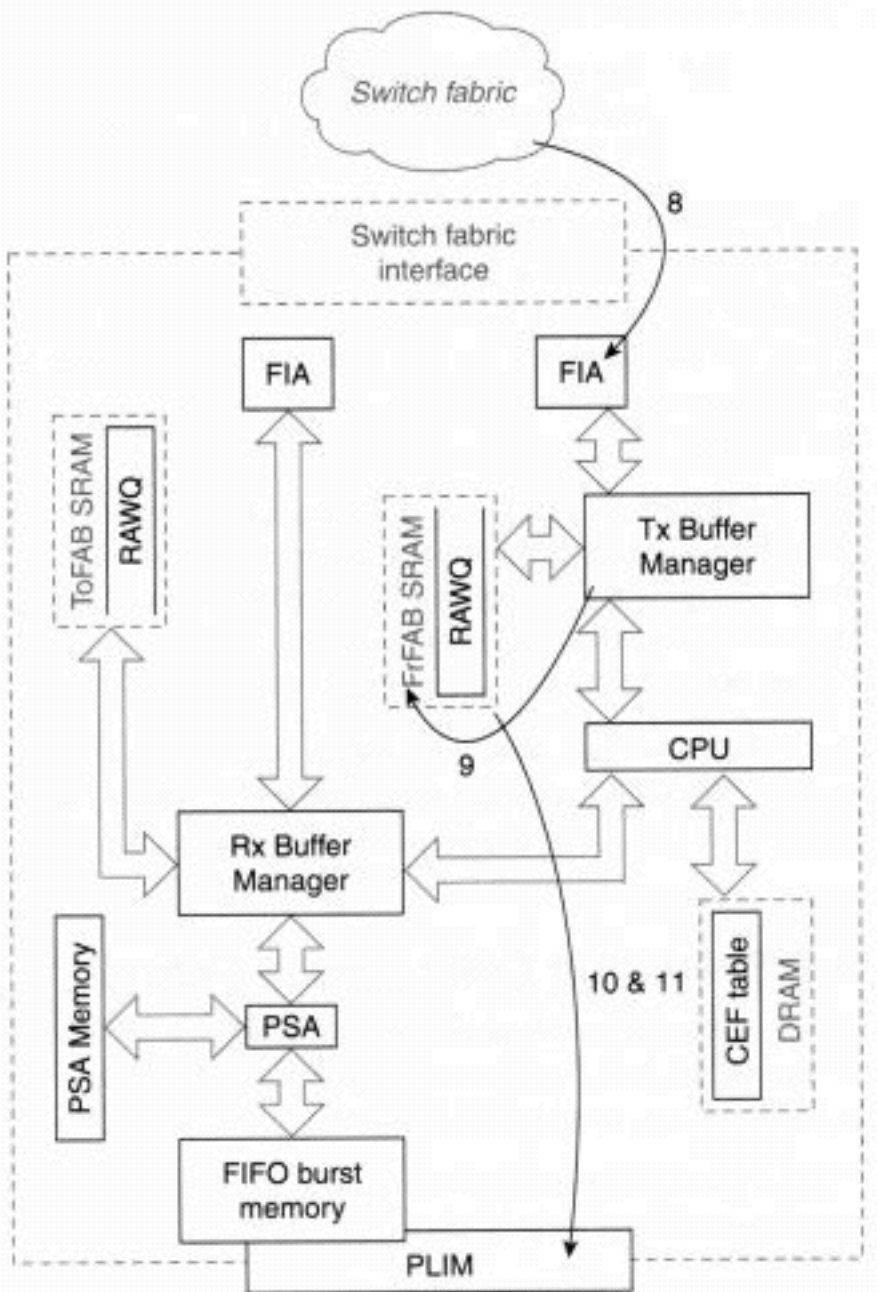 Switch fabric
8
Switch fabric
interface
FIA
FIA
ToFAB SRAM
RAWQ
FrFAB SRAM
RAWQ
Tx Buffer
Manager
9
CPU
Rx Buffer
Manager
PSA Memory
PSA
10 & 11
CEF table
DRAM
FIFO burst
memory
PLIM